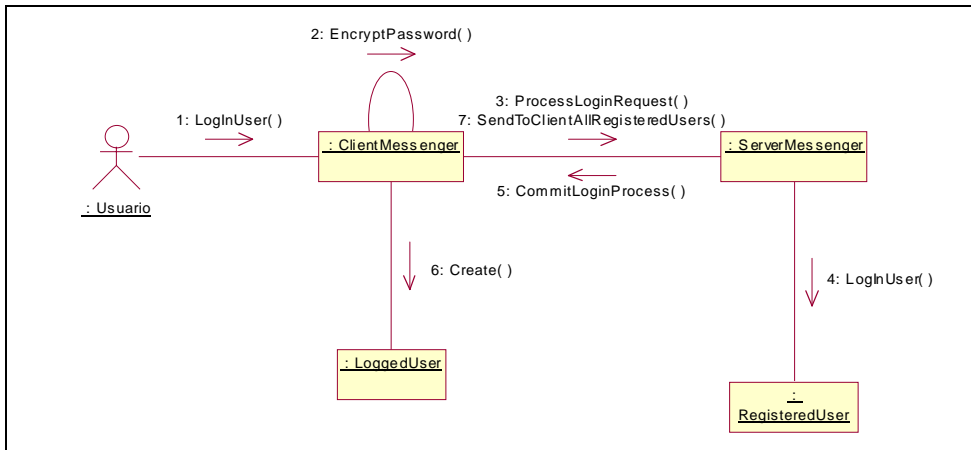 2: EncryptPassword( )
1: LogInUser( )
3: ProcessLoginRequest( )
7: SendToClientAllRegisteredUsers( )
: ClientMessenger
: ServerMessenger
5: CommitLoginProcess( )
: Usuario
6: Create( )
4: LogInUser( )
: LoggedUser
:
RegisteredUser